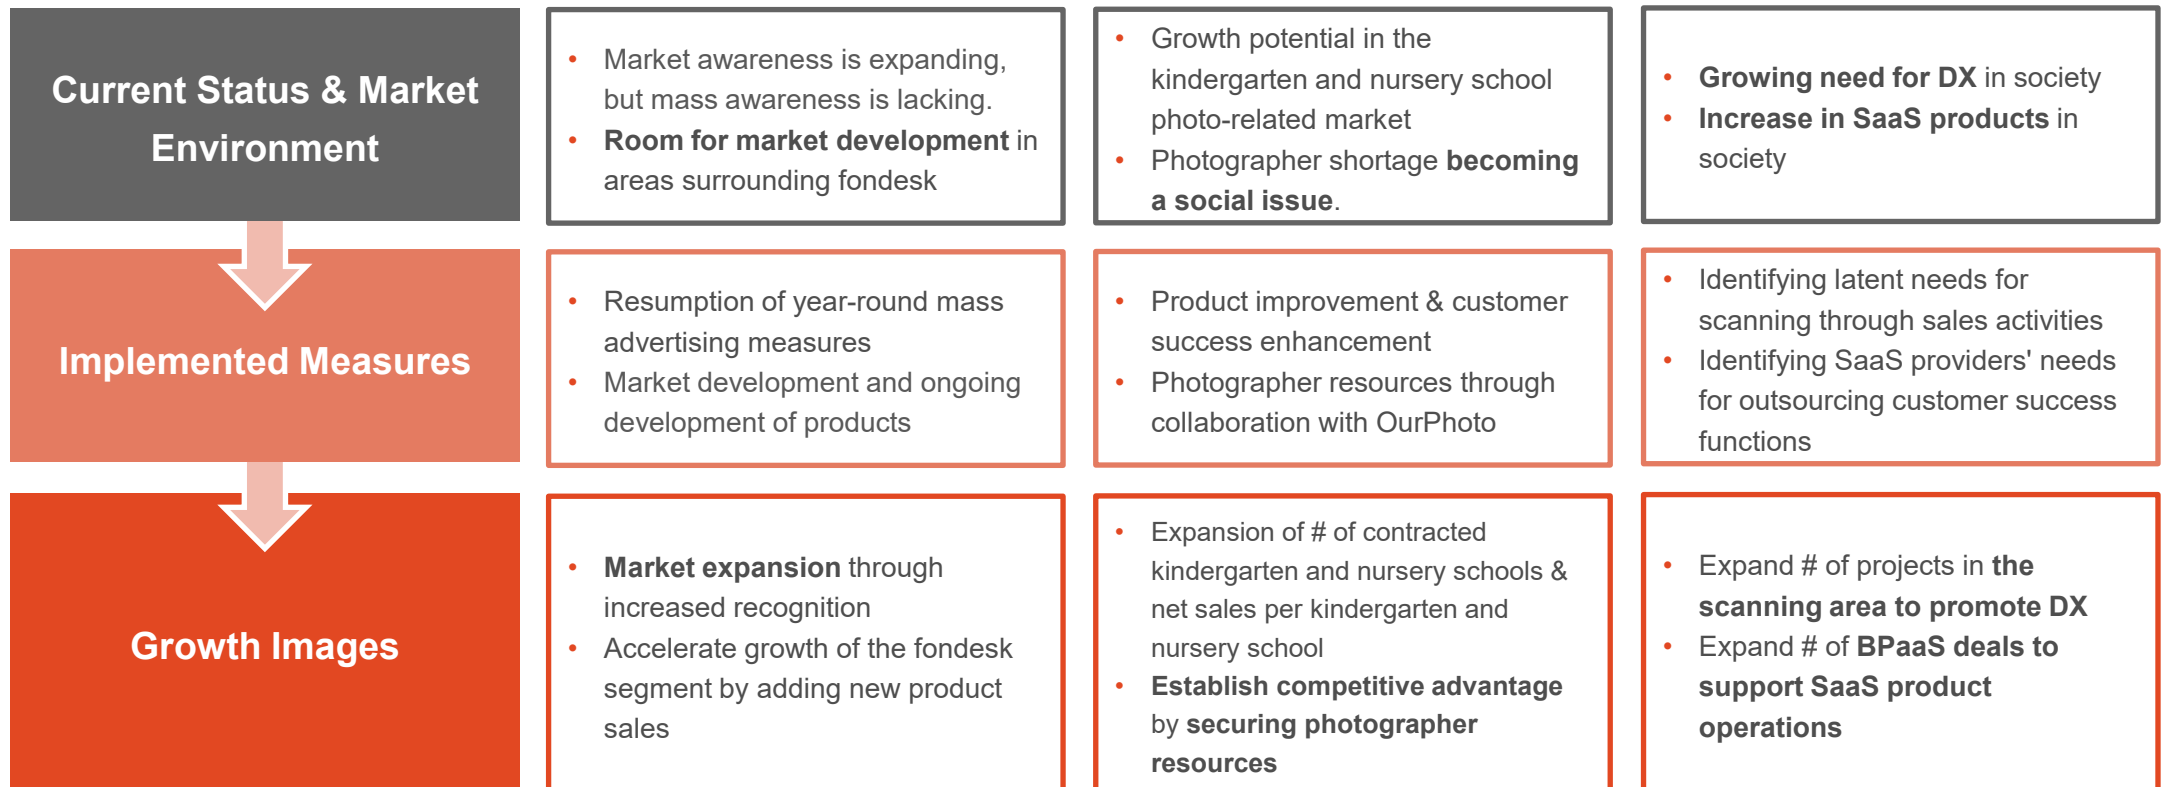 Current Status & Market
Environment
• Market awareness is expanding,
but mass awareness is lacking.
• Room for market development in
areas surrounding fondesk
• Growth potential in the
kindergarten and nursery school
photo-related market
• Photographer shortage becoming
a social issue.
• Growing need for DX in society
• Increase in SaaS products in
society
Implemented Measures
• Resumption of year-round mass
advertising measures
• Market development and ongoing
development of products
• Product improvement & customer
success enhancement
• Photographer resources through
collaboration with OurPhoto
• Identifying latent needs for
scanning through sales activities
• Identifying SaaS providers' needs
for outsourcing customer success
functions
Growth Images
• Market expansion through
increased recognition
• Accelerate growth of the fondesk
segment by adding new product
sales
• Expansion of # of contracted
kindergarten and nursery schools &
net sales per kindergarten and
nursery school
• Establish competitive advantage
by securing photographer
resources
• Expand # of projects in the
scanning area to promote DX
• Expand # of BPaaS deals to
support SaaS product
operations